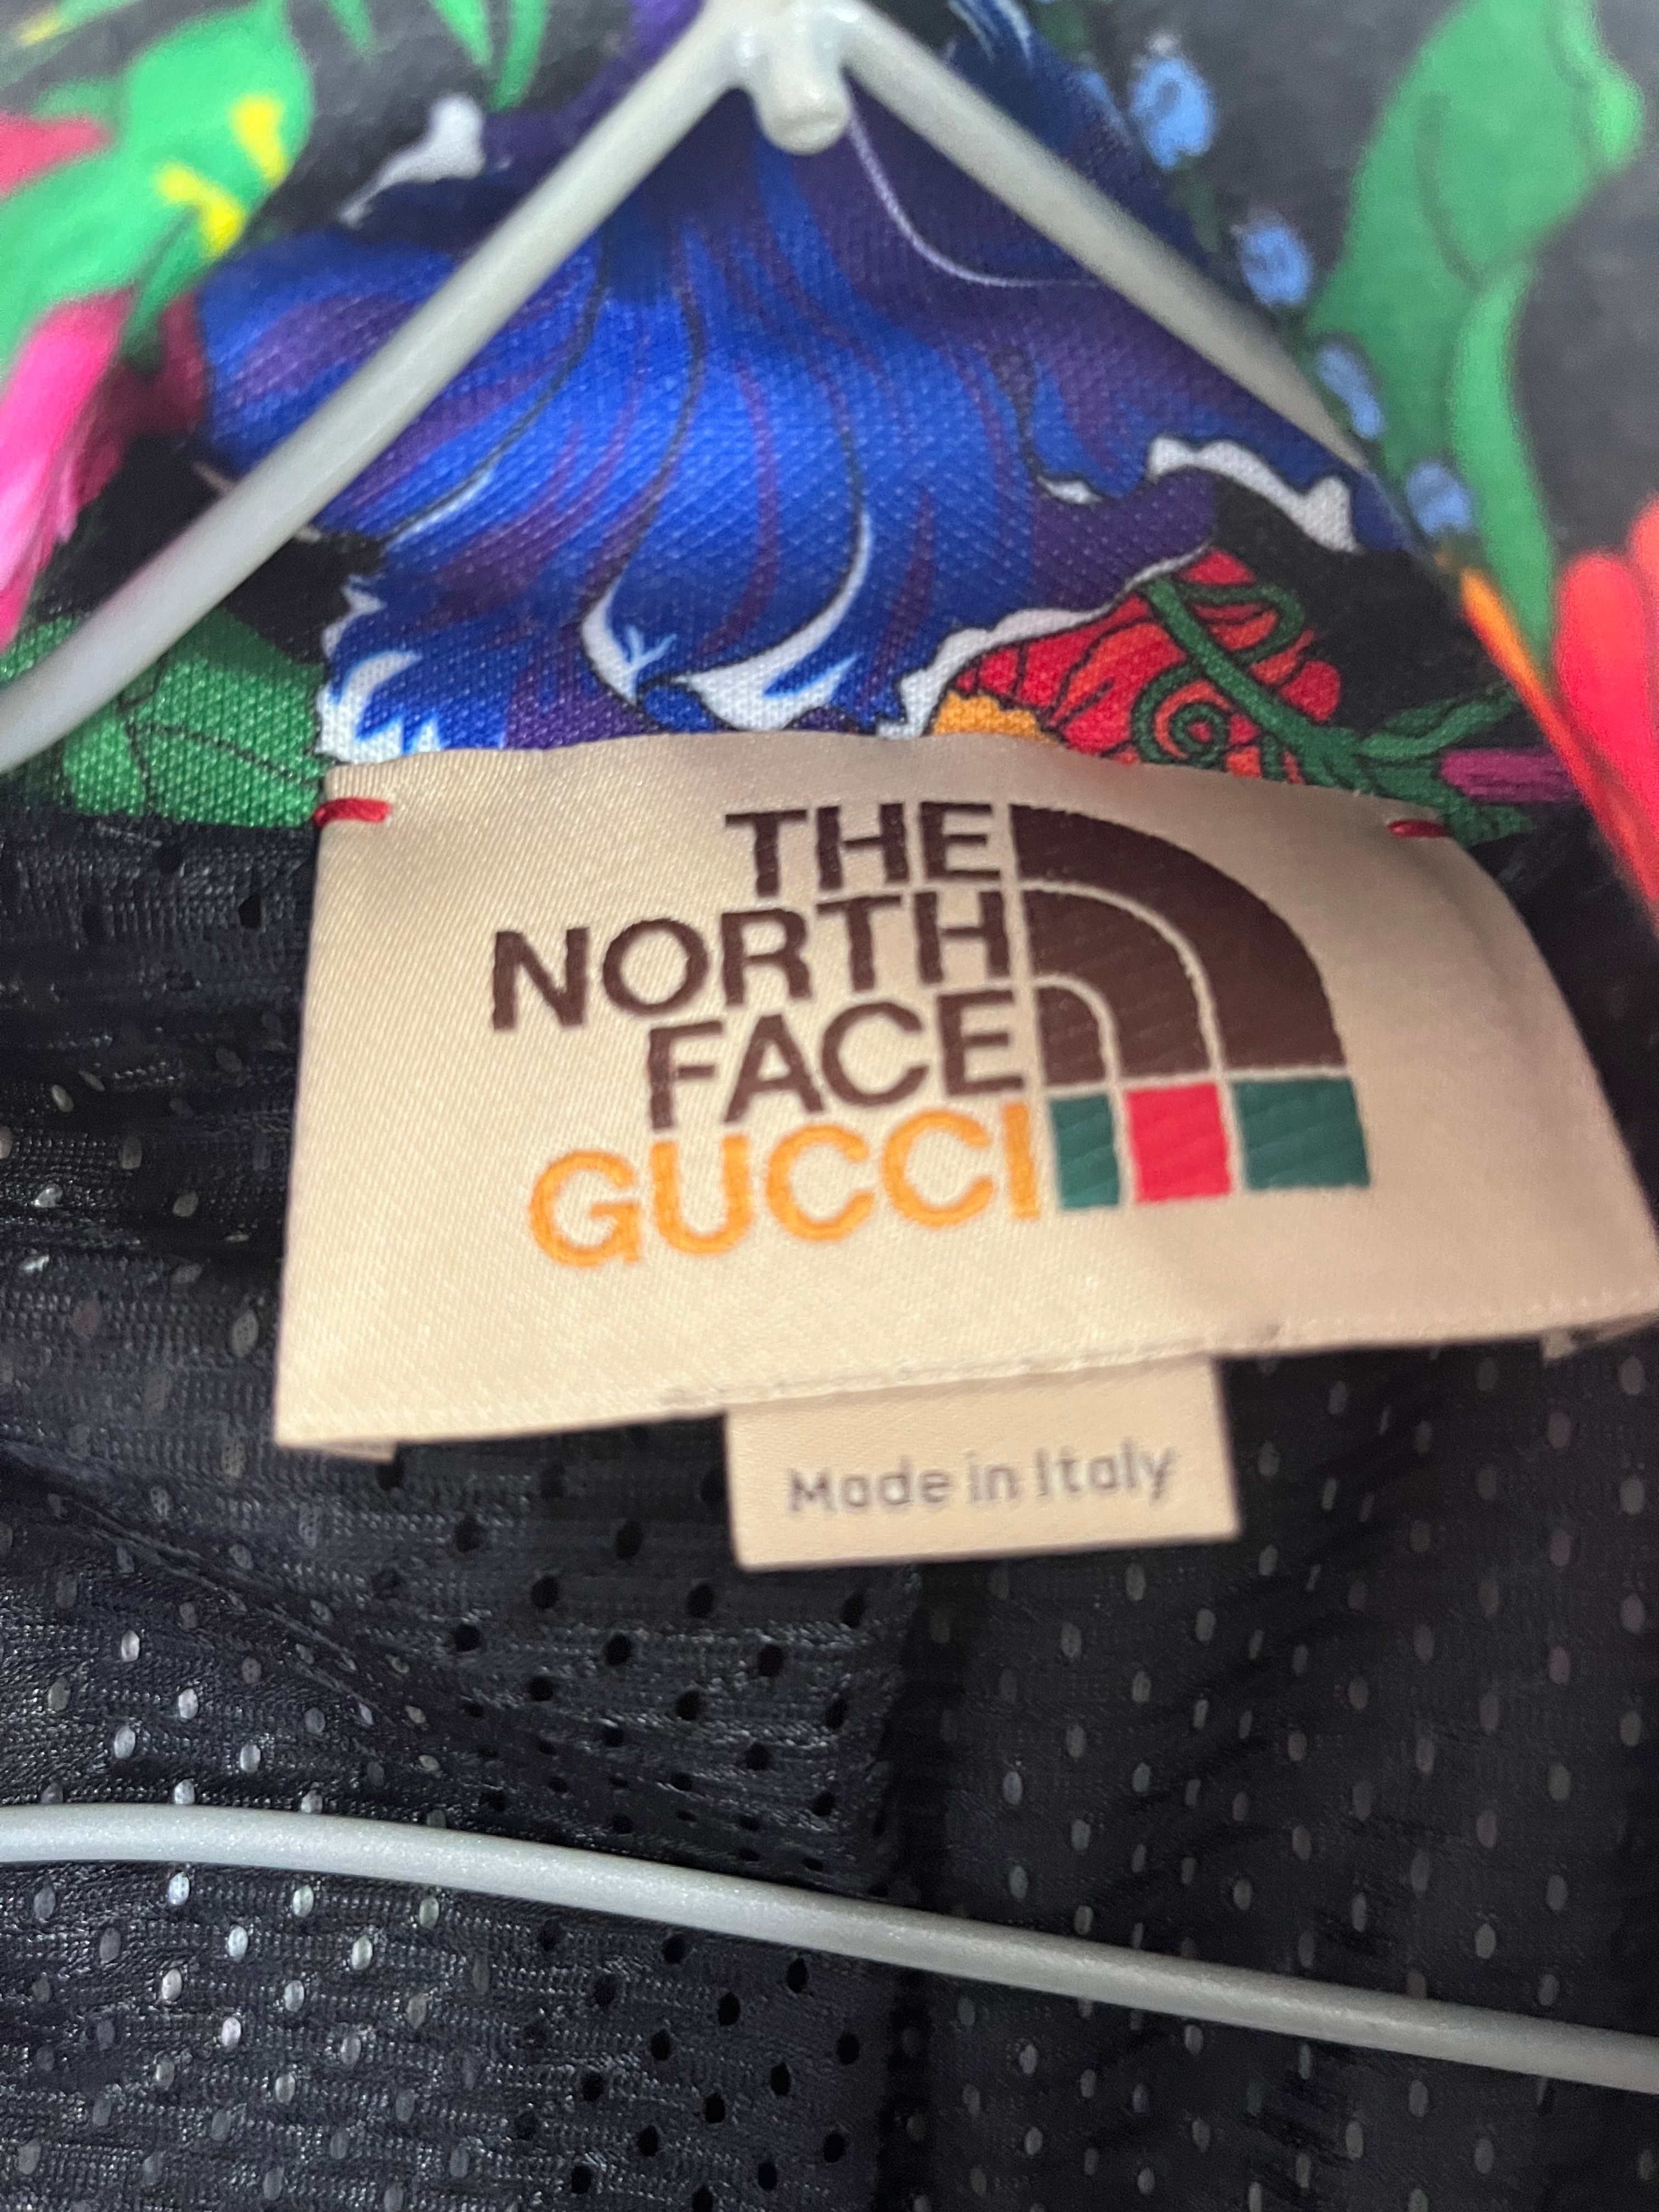 THE
NORTH
FACE
GUCCI
Made in Italy